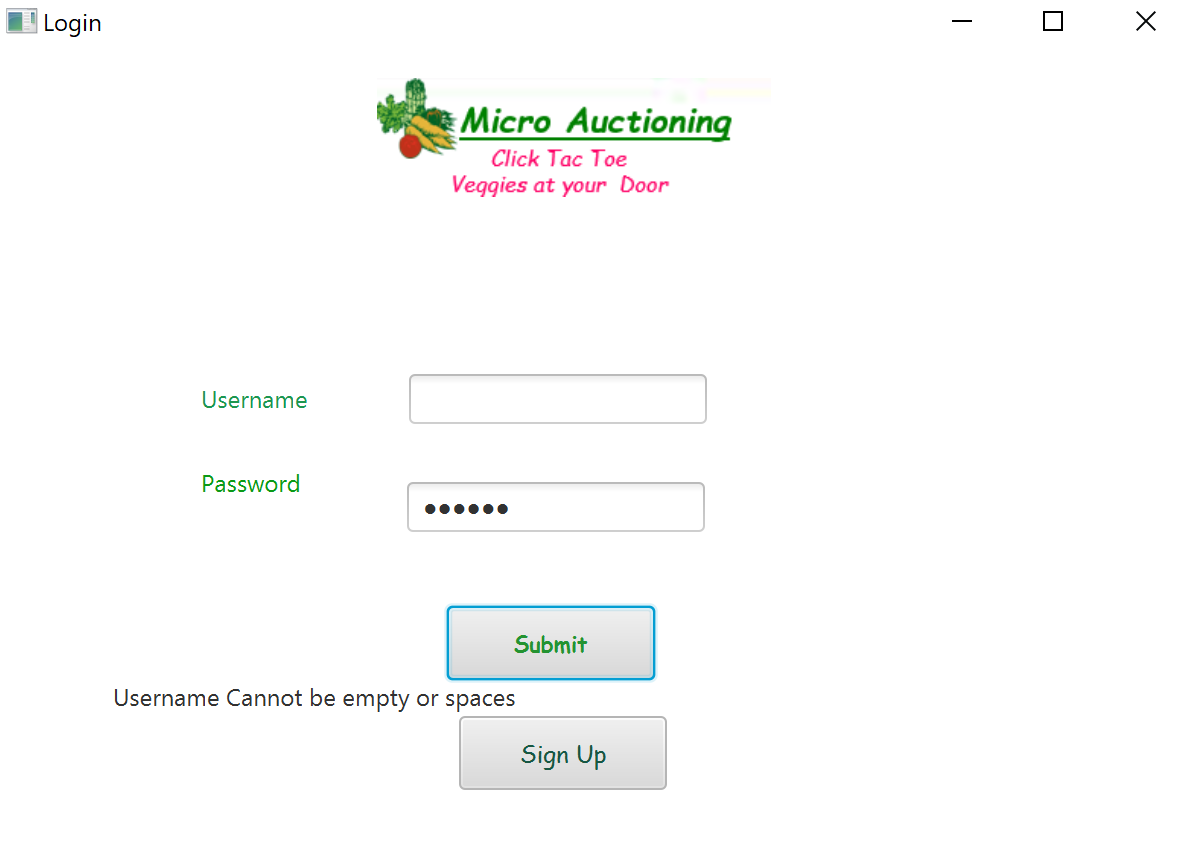 Login
Micro Auctioning
Click Tac Toe
Veggies at your Door
Username
Password
Submit
Username Cannot be empty or spaces
Sign Up